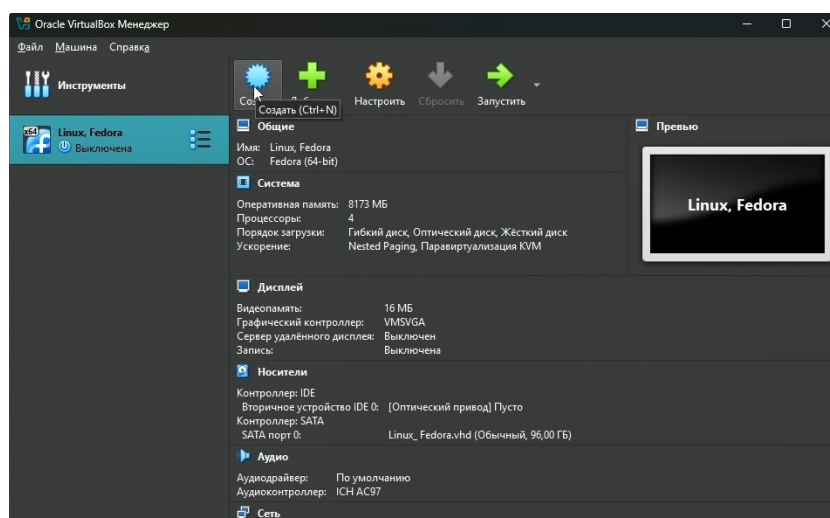 Oracle VirtualBox Менеджер
Файл Машина Справка
Инструменты
Настроить Сбросить Запустить
Создать (Ctrl+N)
x64
Linux, Fedora
Выключена
Общие
Имя: Linux, Fedora
ОС: Fedora (64-bit)
Система
Оперативная память: 8173 МБ
Процессоры: 4
Порядок загрузки: Гибкий диск, Оптический диск, Жёсткий диск
Ускорение: Nested Paging, Паравиртуализация KVM
Превью
Linux, Fedora
Дисплей
Видеопамять: 16 МБ
Графический контроллер: VMSVGA
Сервер удалённого дисплея: Выключен
Запись: Выключена
Носители
Контроллер: IDE
Вторичное устройство IDE 0: [Оптический привод] Пусто
Контроллер: SATA
SATA порт 0: Linux_ Fedora.vhd (Обычный, 96,00 ГБ)
Аудио
Аудиодрайвер: По умолчанию
Аудиоконтроллер: ICH AC97
Сеть